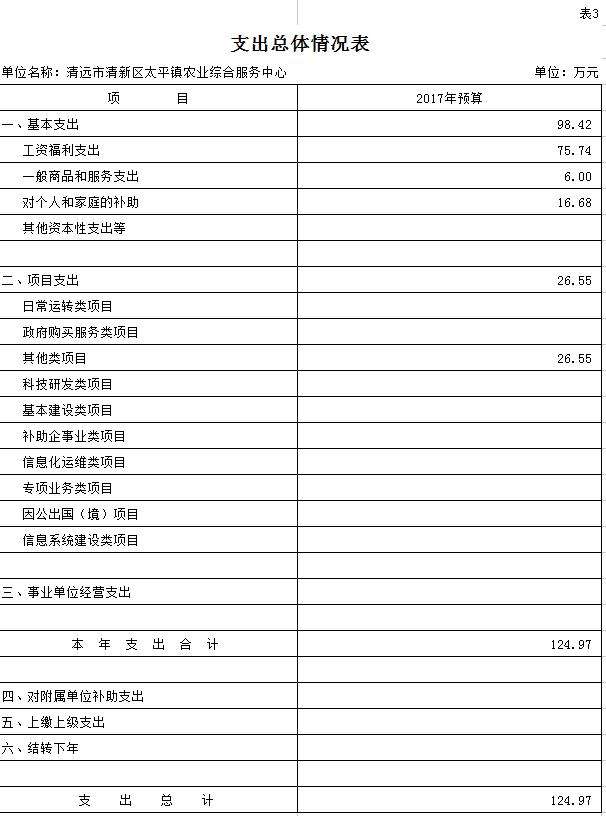 表3
支出总体情况表
单位名称：清远市清新区太平镇农业综合服务中心 单位：万元
项 目 2017年预算
一、基本支出 98.42
工资福利支出 75.74
一般商品和服务支出 6.00
对个人和家庭的补助 16.68
其他资本性支出等
二、项目支出 26.55
日常运转类项目
政府购买服务类项目
其他类项目 26.55
科技研发类项目
基本建设类项目
补助企事业类项目
信息化运维类项目
专项业务类项目
因公出国（境）项目
信息系统建设类项目
三、事业单位经营支出
本 年 支 出 合 计 124.97
四、对附属单位补助支出
五、上缴上级支出
六、结转下年
支 出 总 计 124.97